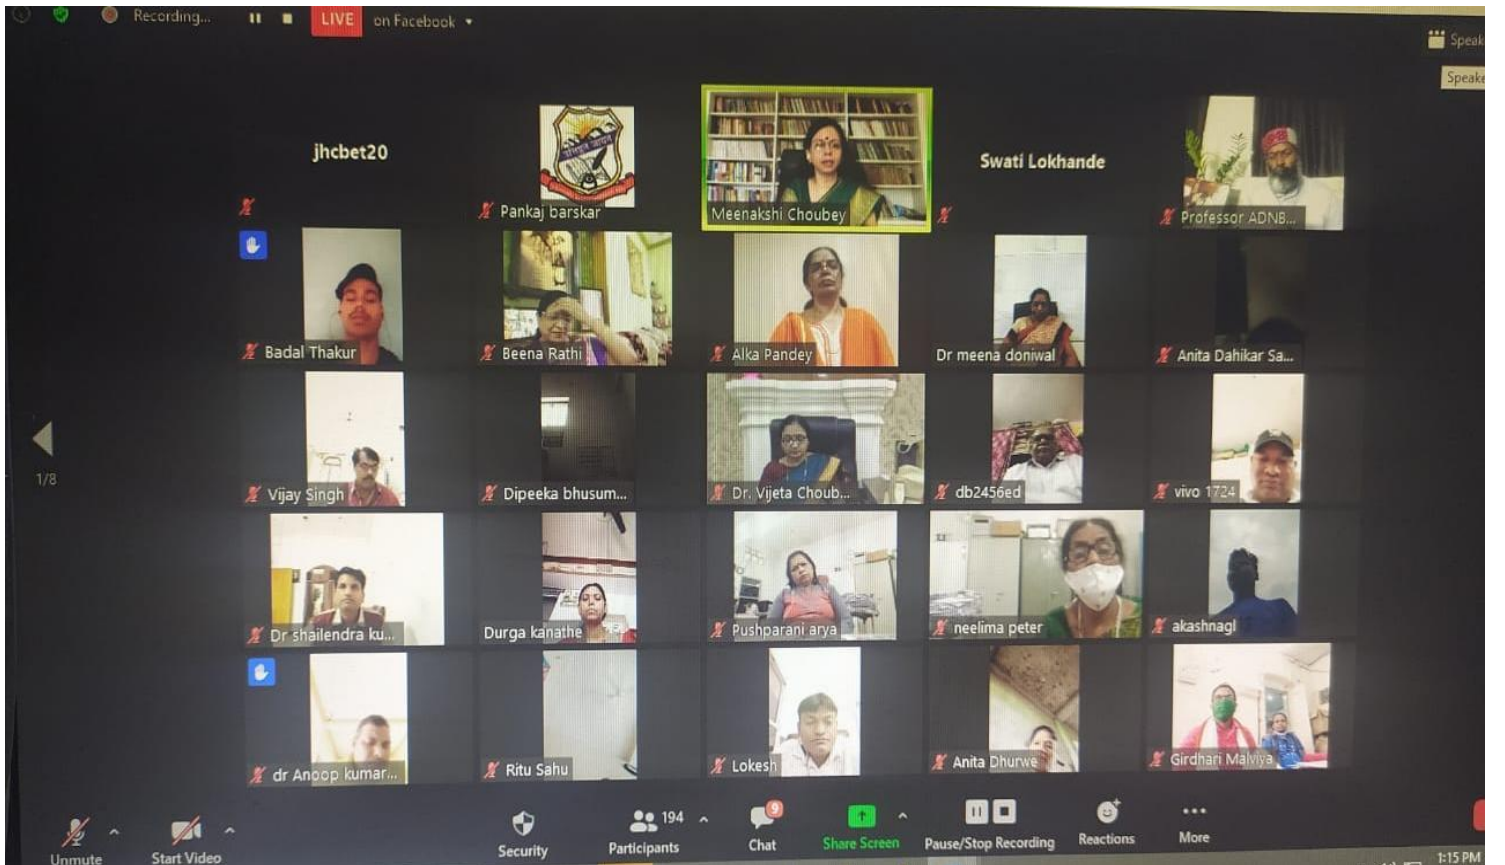 Recording...
LIVE on Facebook
Speak
Speake
jhcbet20
Pankaj barskar
Meenakshi Choubey
Swati Lokhande
Professor ADNB...
Badal Thakur
Beena Rathi
Alka Pandey
Dr meena doniwal
Anita Dahikar Sa...
1/8
Vijay Singh
Dipeeka bhusum...
Dr. Vijeta Choub...
db2456ed
vivo 1724
Dr shailendra ku...
Durga kanathe
Pushparani arya
neelima peter
akashnagl
dr Anoop kumar...
Ritu Sahu
Lokesh
Anita Dhurwe
Girdhari Malviya
Unmute
Start Video
Security
194
Participants
9
Chat
Share Screen
Pause/Stop Recording
Reactions
More
1:15 PM